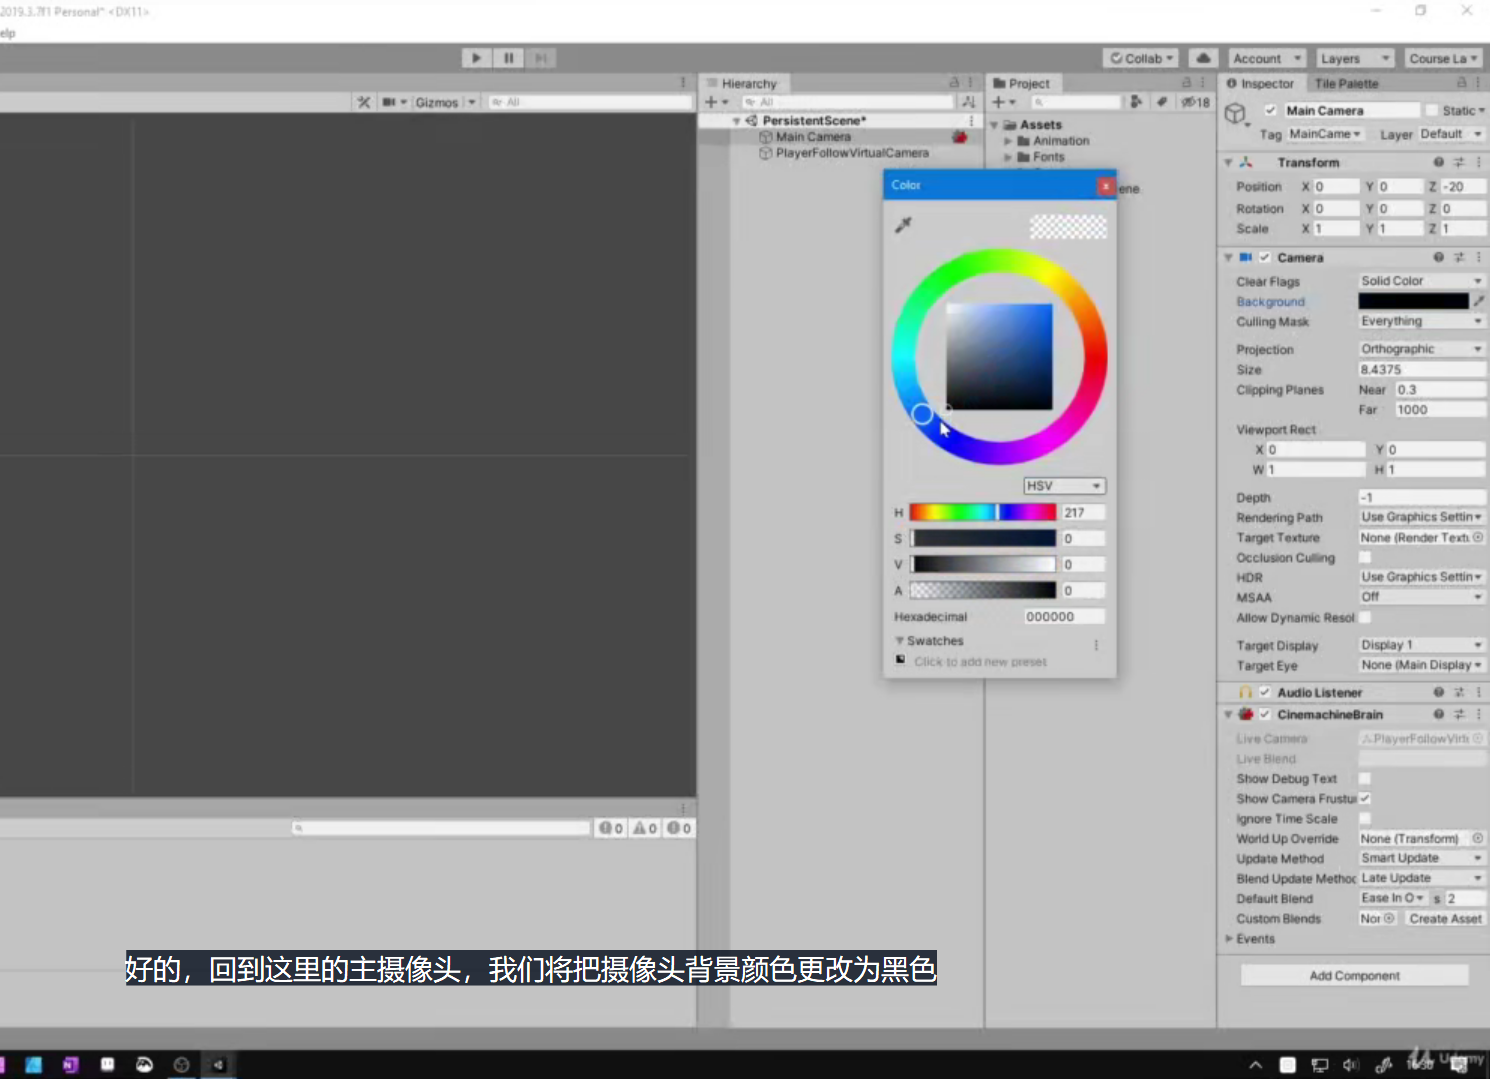 2019.3.7f1 Personal* <DX11>
elp
Collab
Account
Layers
Course La
Hierarchy
Project
Inspector
Tile Palette
Gizmos
All
All
18
Main Camera
Static
PersistentScene*
Assets
Tag MainCame
Layer Default
Main Camera
Animation
PlayerFollowVirtualCamera
Fonts
Transform
Color
ene
Position X 0 Y 0 Z -20
Rotation X 0 Y 0 Z 0
Scale X 1 Y 1 Z 1
Camera
Clear Flags Solid Color
Background
Culling Mask Everything
Projection Orthographic
Size 8.4375
Clipping Planes Near 0.3
Far 1000
Viewport Rect
X 0 Y 0
W 1 H 1
HSV
Depth -1
H 217
Rendering Path Use Graphics Settin
S 0
Target Texture None (Render Textu
Occlusion Culling
V 0
HDR Use Graphics Settin
A 0
MSAA Off
Hexadecimal 000000
Allow Dynamic Resol
Swatches
Target Display Display 1
Click to add new preset
Target Eye None (Main Display
Audio Listener
CinemachineBrain
Live Camera PlayerFollowVirtu
Live Blend
Show Debug Text
Show Camera Frustur
Ignore Time Scale
0 0 0
World Up Override None (Transform)
Update Method Smart Update
Blend Update Method Late Update
Default Blend Ease In O s 2
Custom Blends Nor Create Asset
Events
Add Component
好的，回到这里的主摄像头，我们将把摄像头背景颜色更改为黑色
Udemy